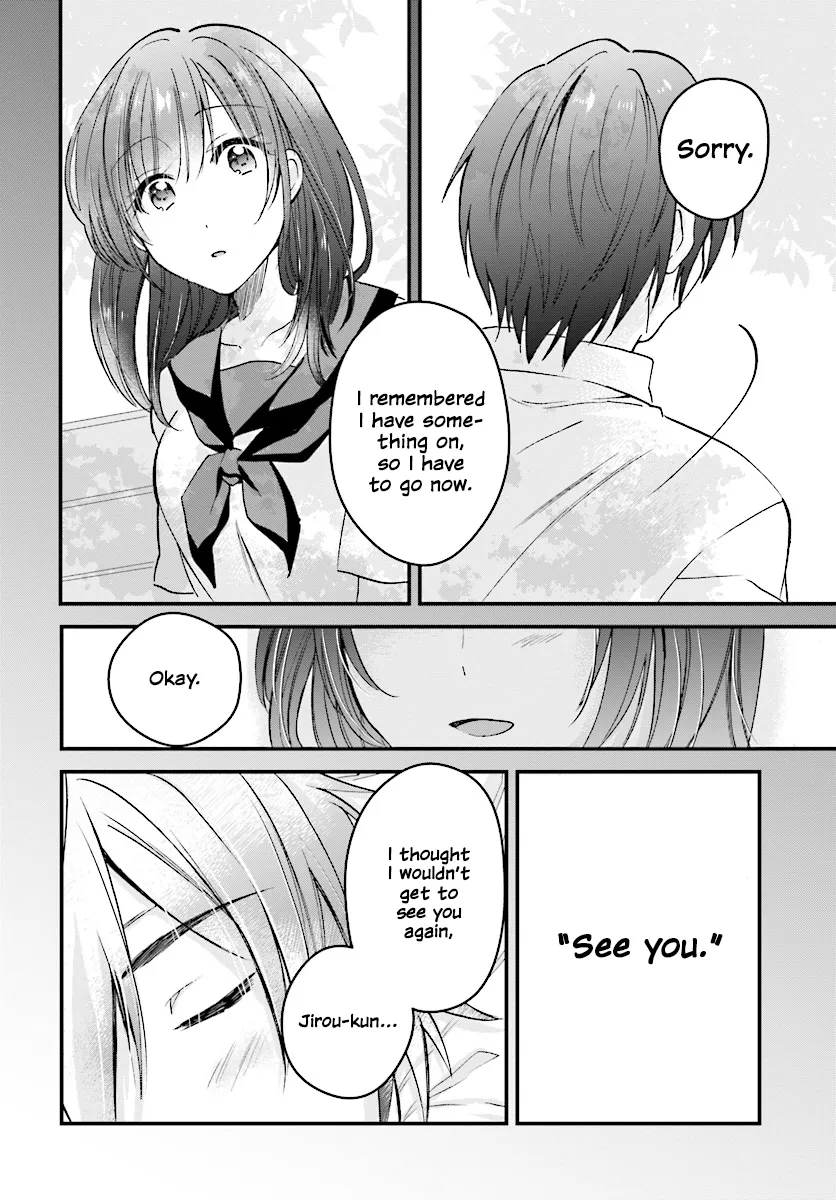 Sorry.
I remembered
I have some-
thing on,
so I have
to go now.
Okay.
"See you."
I thought
I wouldn't
get to
see you
again,
Jirou-kun...